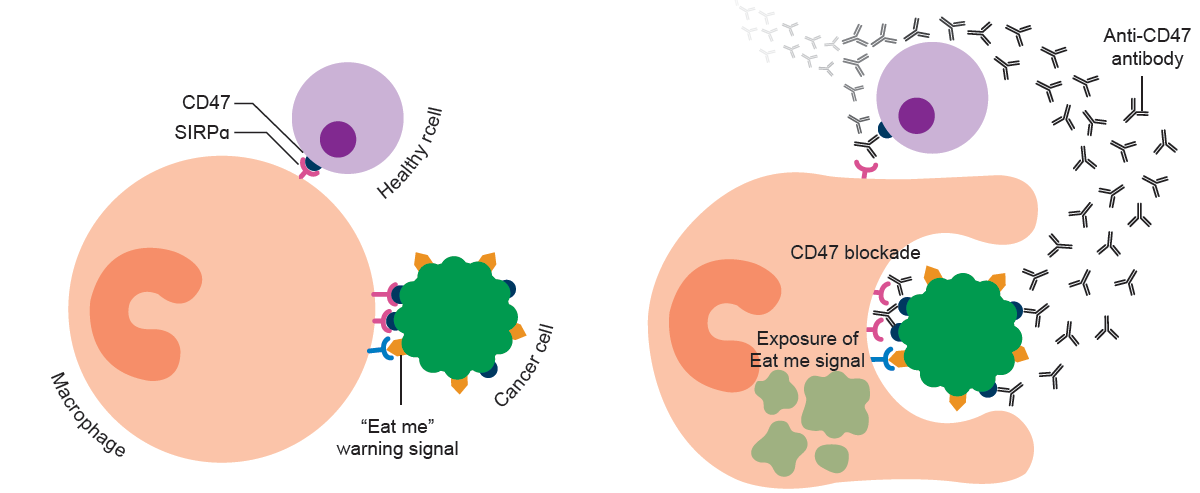 CD47
SIRPα
Healthy rcell
Macrophage
Cancer cell
“Eat me”
warning signal
Anti-CD47
antibody
CD47 blockade
Exposure of
Eat me signal